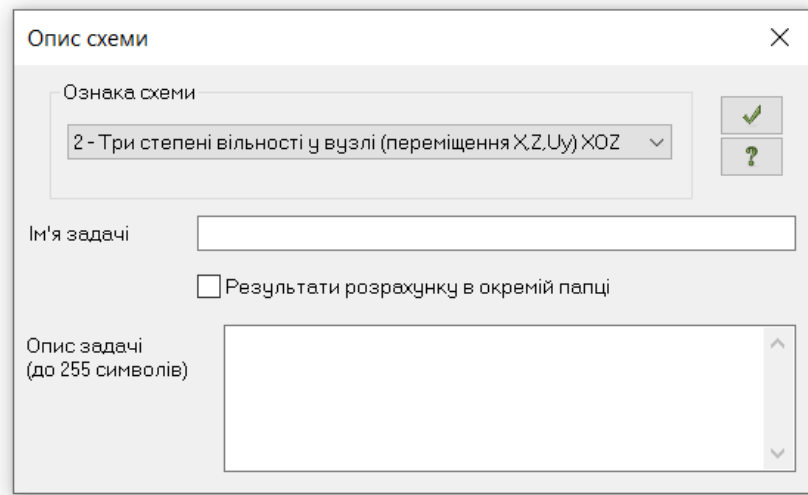 Опис схеми
Ознака схеми
2 - Три степені вільності у вузлі (переміщення X,Z,Uy) XOZ
?
Ім'я задачі
Результати розрахунку в окремій папці
Опис задачі
(до 255 символів)